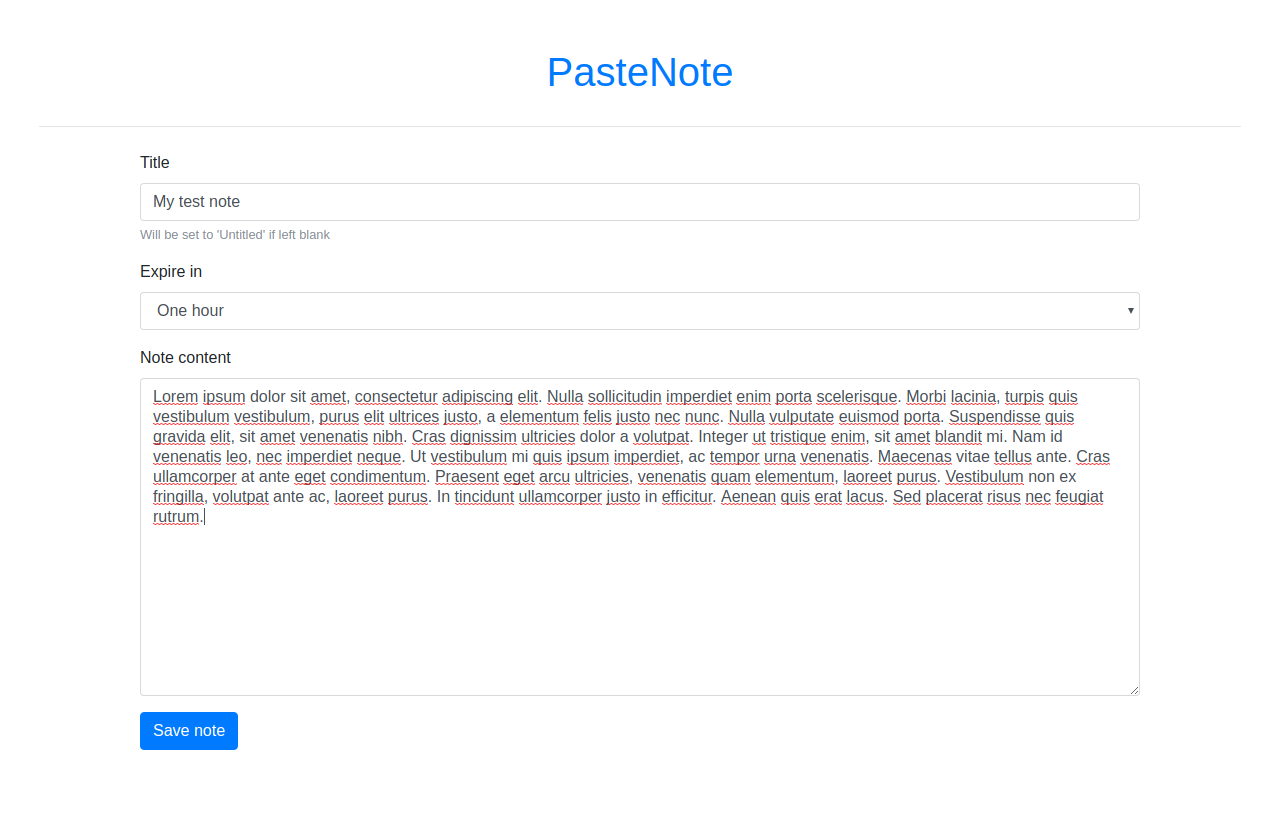 PasteNote
Title
My test note
Will be set to 'Untitled' if left blank
Expire in
One hour
Note content
Lorem ipsum dolor sit amet, consectetur adipiscing elit. Nulla sollicitudin imperdiet enim porta scelerisque. Morbi lacinia, turpis quis
vestibulum vestibulum, purus elit ultrices justo, a elementum felis justo nec nunc. Nulla vulputate euismod porta. Suspendisse quis
gravida elit, sit amet venenatis nibh. Cras dignissim ultricies dolor a volutpat. Integer ut tristique enim, sit amet blandit mi. Nam id
venenatis leo, nec imperdiet neque. Ut vestibulum mi quis ipsum imperdiet, ac tempor urna venenatis. Maecenas vitae tellus ante. Cras
ullamcorper at ante eget condimentum. Praesent eget arcu ultricies, venenatis quam elementum, laoreet purus. Vestibulum non ex
fringilla, volutpat ante ac, laoreet purus. In tincidunt ullamcorper justo in efficitur. Aenean quis erat lacus. Sed placerat risus nec feugiat
rutrum.
Save note